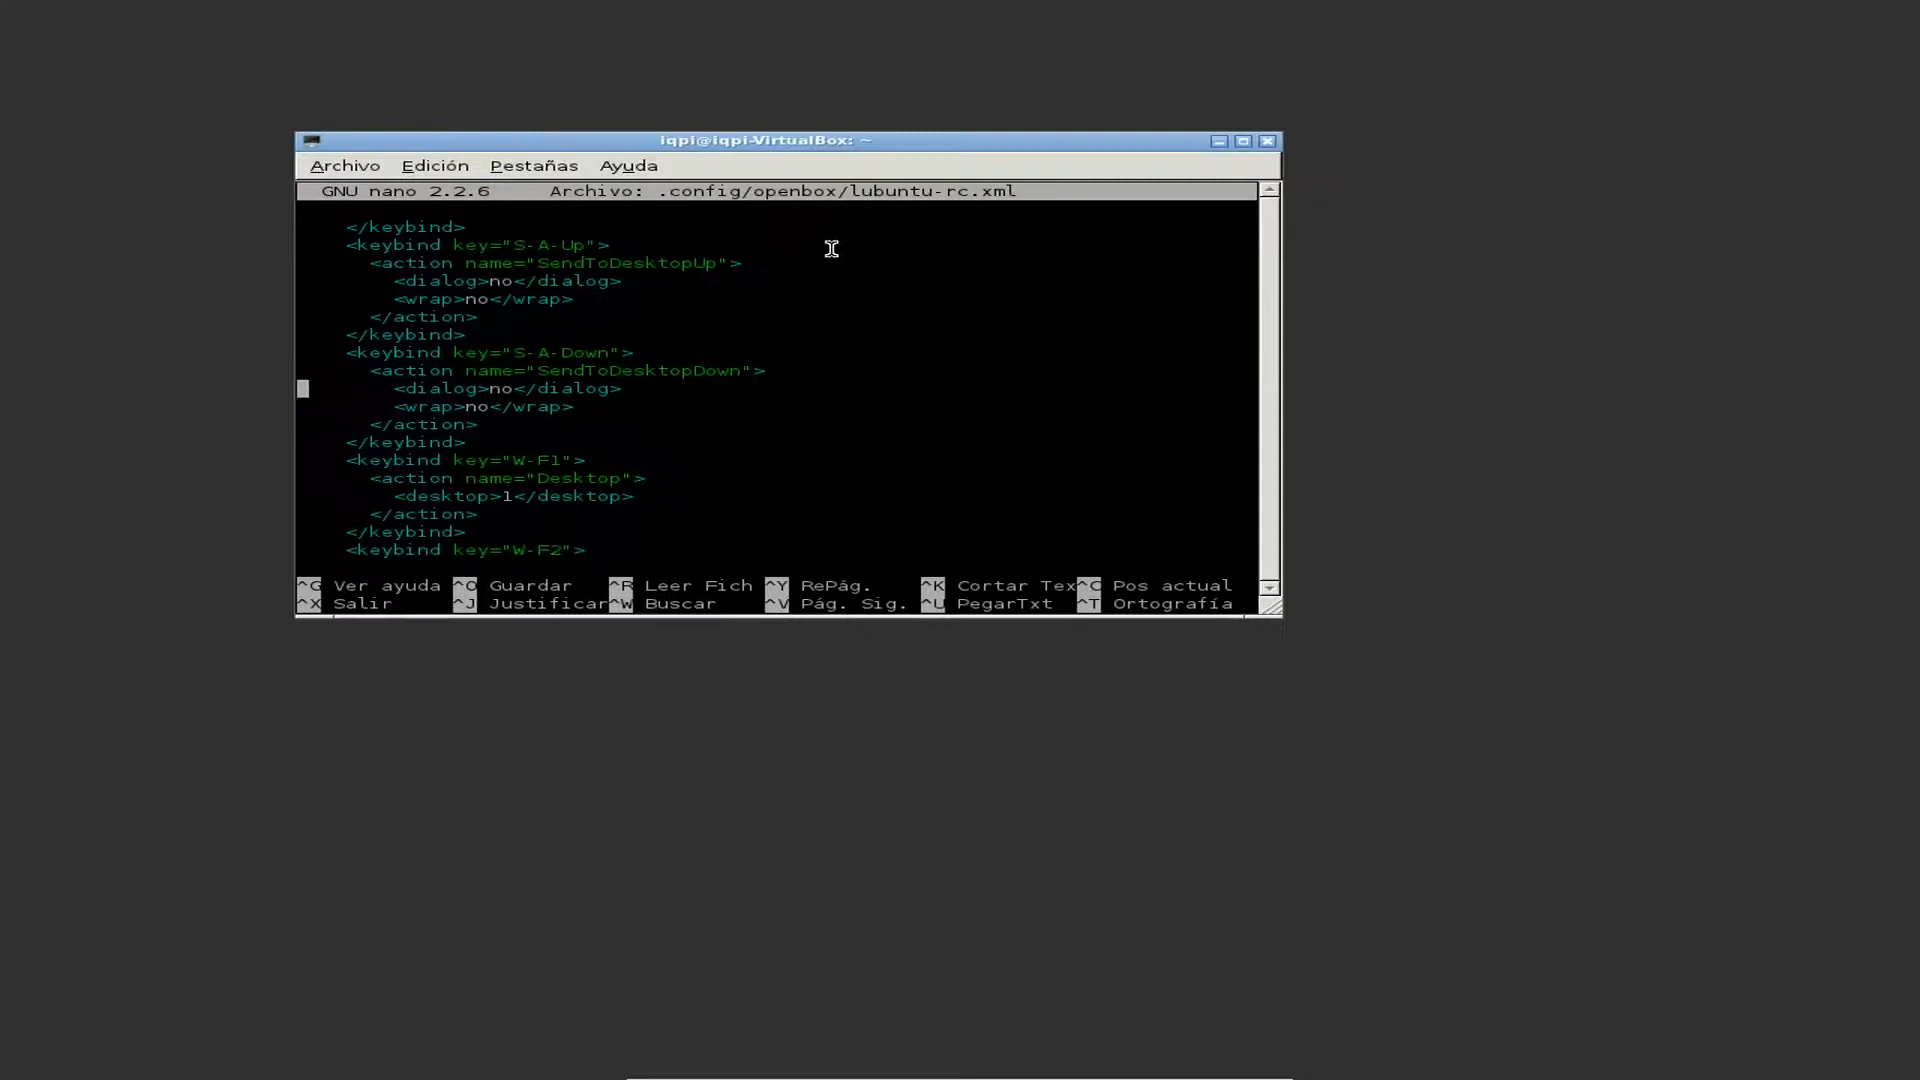 iqpi@iqpi-VirtualBox: ~
Archivo Edición Pestañas Ayuda
GNU nano 2.2.6 Archivo: .config/openbox/lubuntu-rc.xml
</keybind>
<keybind key="S-A-Up">
<action name="SendToDesktopUp">
<dialog>no</dialog>
<wrap>no</wrap>
</action>
</keybind>
<keybind key="S-A-Down">
<action name="SendToDesktopDown">
<dialog>no</dialog>
<wrap>no</wrap>
</action>
</keybind>
<keybind key="W-F1">
<action name="Desktop">
<desktop>1</desktop>
</action>
</keybind>
<keybind key="W-F2">
^G Ver ayuda ^O Guardar ^R Leer Fich ^Y RePág. ^K Cortar Tex^C Pos actual
^X Salir ^J Justificar^W Buscar ^V Pág. Sig. ^U PegarTxt ^T Ortografía